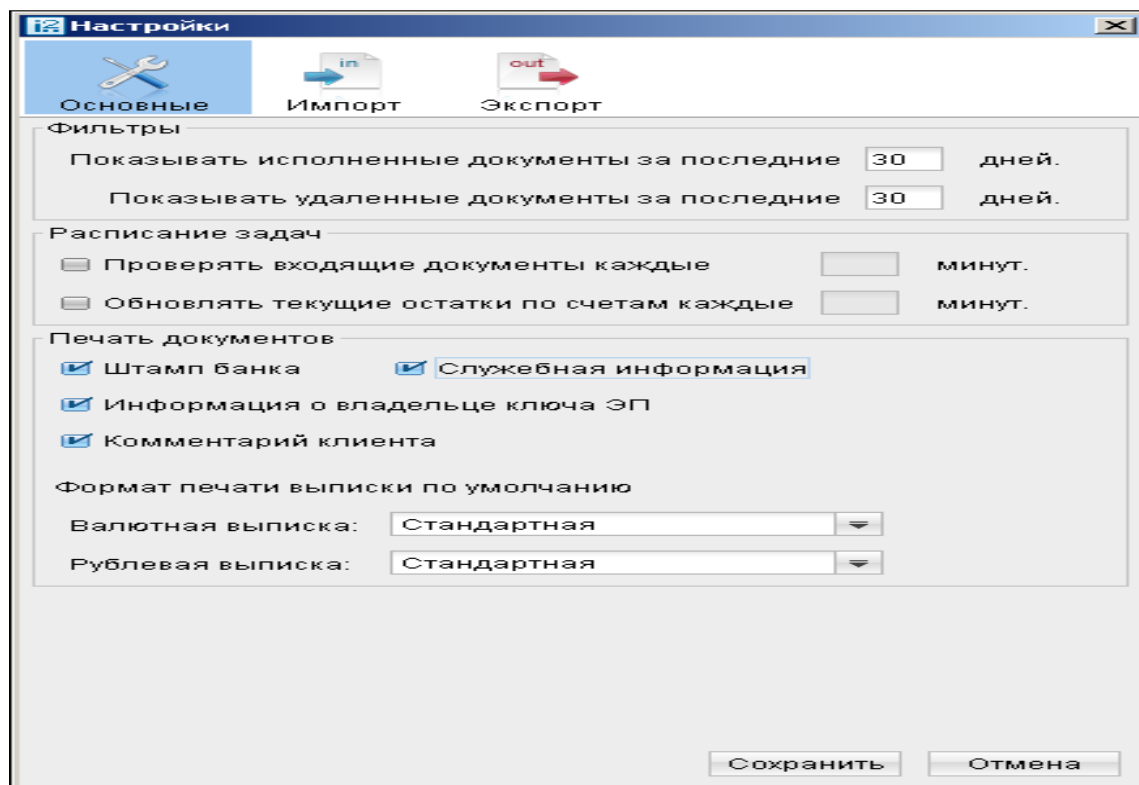 i2 Настройки
in out
Основные Импорт Экспорт
Фильтры
Показывать исполненные документы за последние 30 дней.
Показывать удаленные документы за последние 30 дней.
Расписание задач
Проверять входящие документы каждые минут.
Обновлять текущие остатки по счетам каждые минут.
Печать документов
Штамп банка Служебная информация
Информация о владельце ключа ЭП
Комментарий клиента
Формат печати выписки по умолчанию
Валютная выписка: Стандартная
Рублевая выписка: Стандартная
Сохранить Отмена